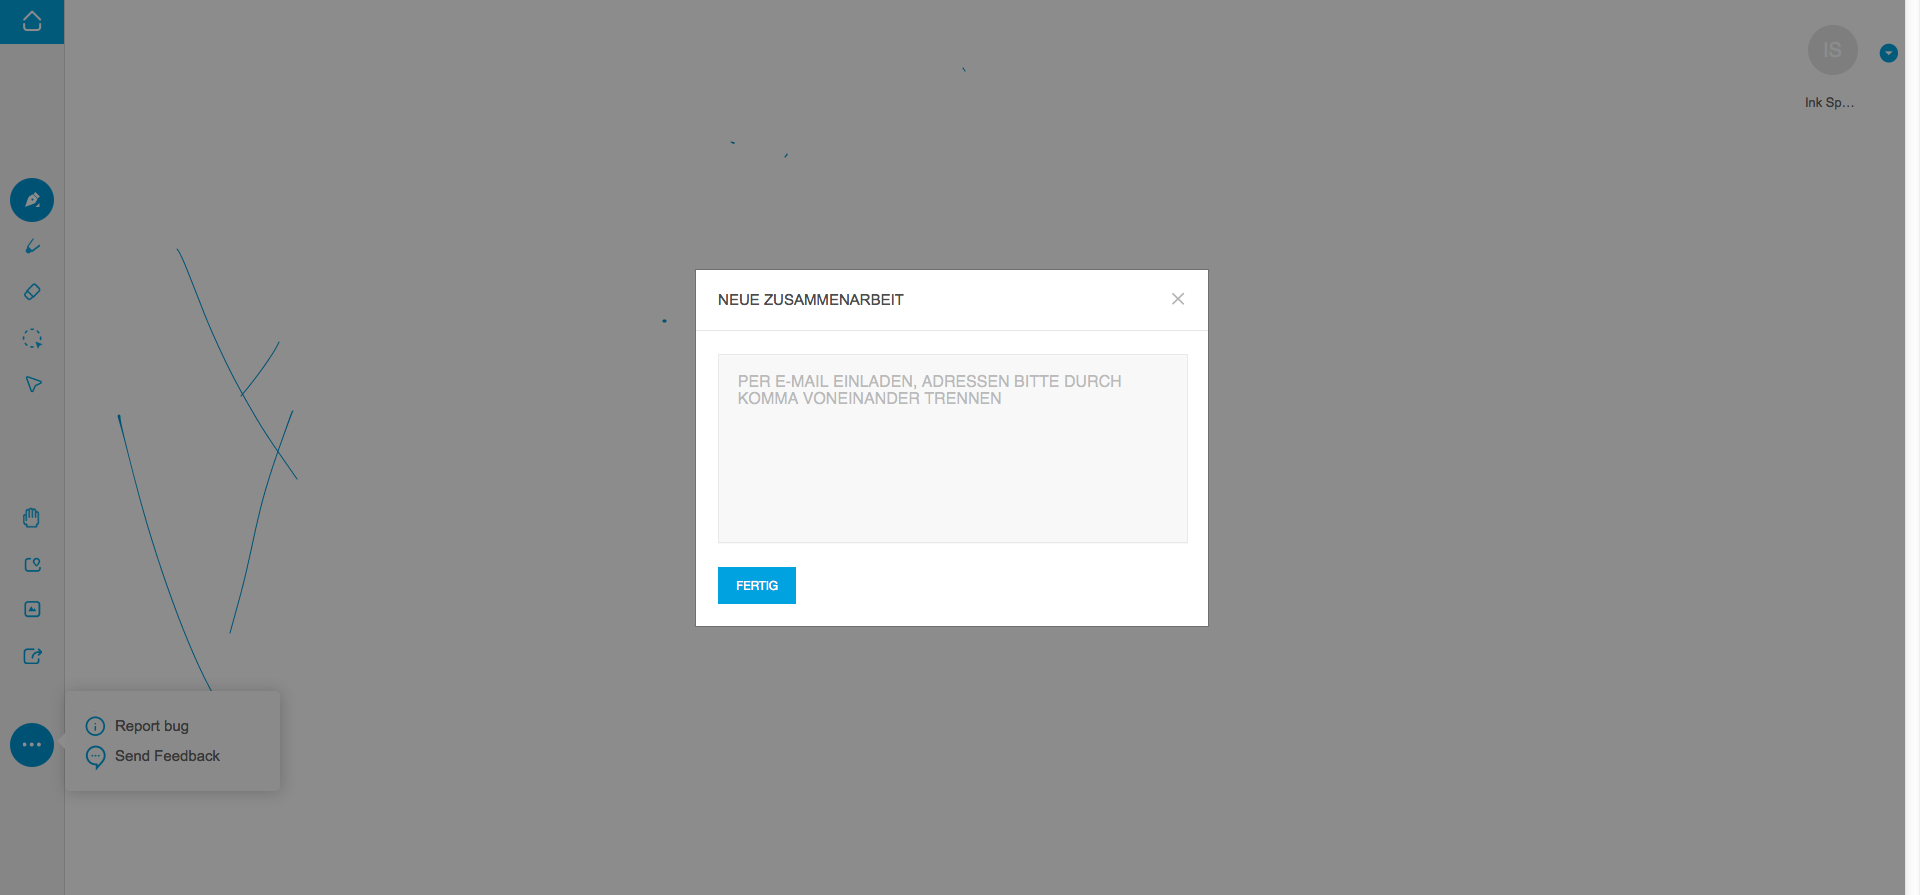 IS
Ink Sp...
NEUE ZUSAMMENARBEIT
PER E-MAIL EINLADEN, ADRESSEN BITTE DURCH
KOMMA VONEINANDER TRENNEN
FERTIG
Report bug
Send Feedback